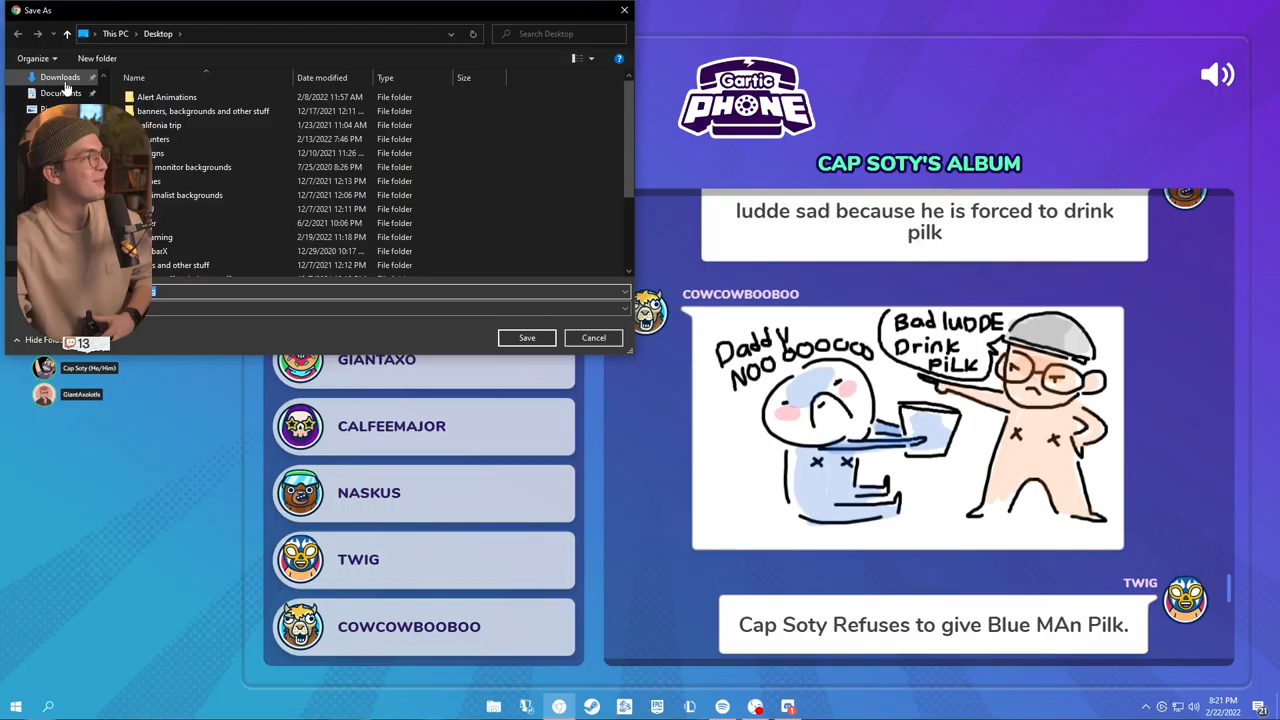 Save As
This PC
Desktop
Search Desktop
Organize
New folder
Name
Date modified
Type
Size
Downloads
Documents
Alert Animations
2/8/2022 11:57 AM
File folder
banners, backgrounds and other stuff
12/17/2021 12:11 ...
File folder
1/23/2021 11:04 AM
File folder
2/13/2022 7:46 PM
File folder
12/10/2021 11:26 ...
File folder
monitor backgrounds
7/25/2020 8:26 PM
File folder
12/7/2021 12:13 PM
File folder
backgrounds
12/7/2021 12:06 PM
File folder
12/7/2021 12:11 PM
File folder
6/2/2021 10:06 PM
File folder
2/19/2022 11:18 PM
File folder
12/29/2020 10:17 ...
File folder
and other stuff
12/7/2021 12:12 PM
File folder
Save
Cancel
13
Cap Soty (He/Him)
GiantAxolotls
GIANTAXO
CALFEEMAJOR
NASKUS
TWIG
COWCOWBOOBOO
Gartic
PHONE
CAP SOTY'S ALBUM
ludde sad because he is forced to drink
pilk
COWCOWBOOBOO
Daddy
NOOOOOOOO
Bad luDDE
Drink
PiLK
TWIG
Cap Soty Refuses to give Blue MAn Pilk.
8:21 PM
2/22/2022